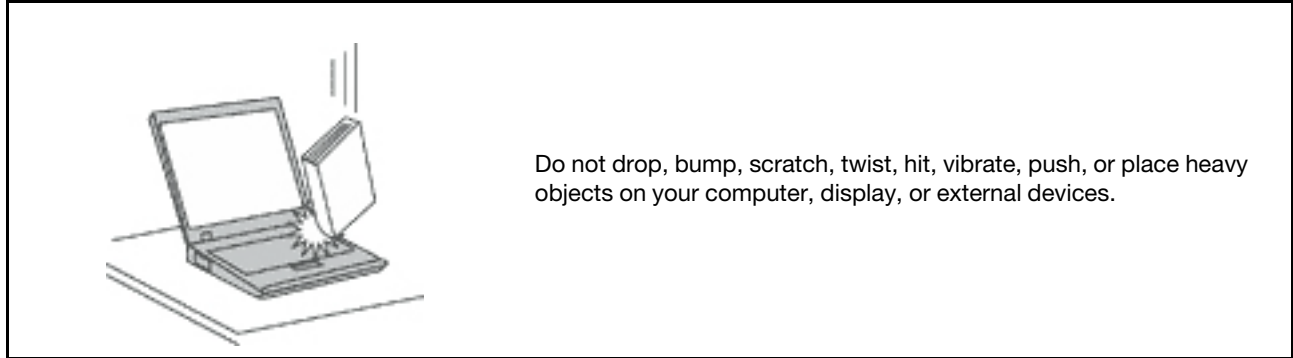 Do not drop, bump, scratch, twist, hit, vibrate, push, or place heavy
objects on your computer, display, or external devices.